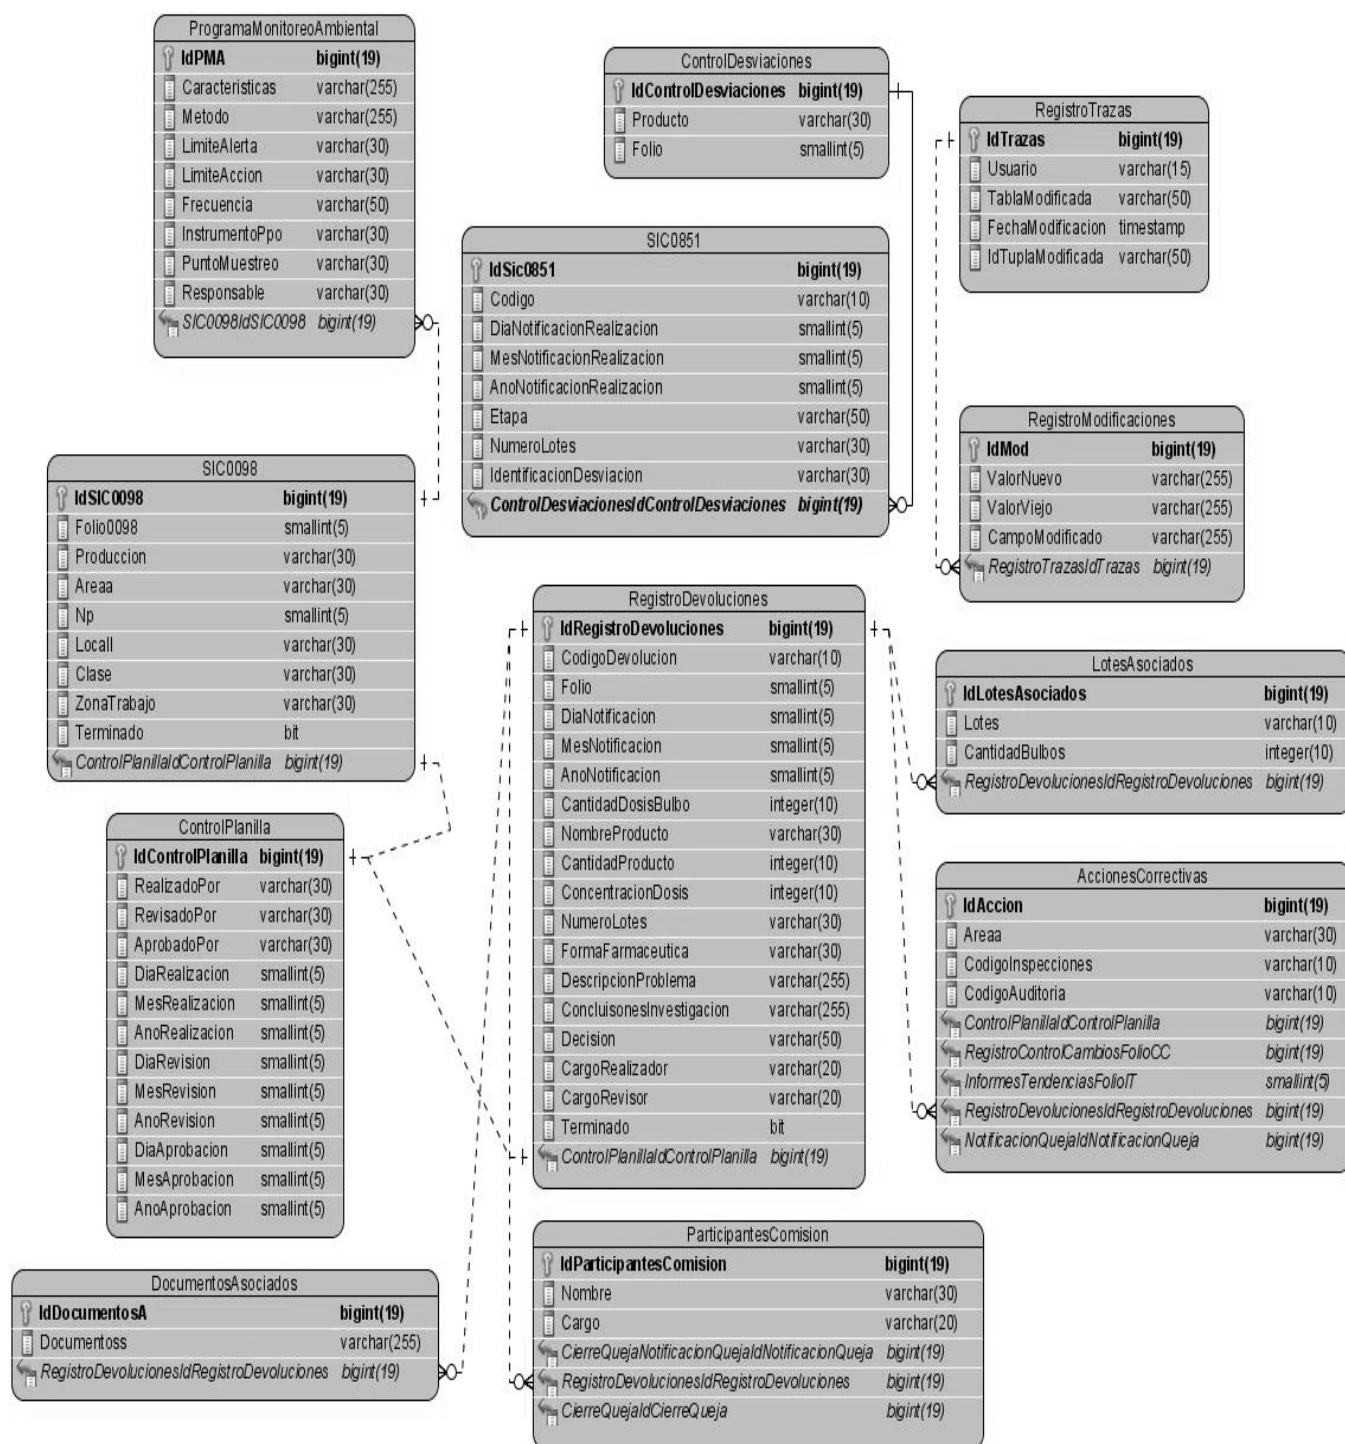 ProgramaMonitoreoAmbiental
IdPMA bigint(19)
Caracteristicas varchar(255)
Metodo varchar(255)
LimiteAlerta varchar(30)
LimiteAccion varchar(30)
Frecuencia varchar(50)
InstrumentoPpo varchar(30)
PuntoMuestreo varchar(30)
Responsable varchar(30)
SIC0098IdSIC0098 bigint(19)
ControlDesviaciones
IdControlDesviaciones bigint(19)
Producto varchar(30)
Folio smallint(5)
RegistroTrazas
IdTrazas bigint(19)
Usuario varchar(15)
TablaModificada varchar(50)
FechaModificacion timestamp
IdTuplaModificada varchar(50)
SIC0851
IdSic0851 bigint(19)
Codigo varchar(10)
DiaNotificacionRealizacion smallint(5)
MesNotificacionRealizacion smallint(5)
AnoNotificacionRealizacion smallint(5)
Etapa varchar(50)
NumeroLotes varchar(30)
IdentificacionDesviacion varchar(30)
ControlDesviacionesIdControlDesviaciones bigint(19)
RegistroModificaciones
IdMod bigint(19)
ValorNuevo varchar(255)
ValorViejo varchar(255)
CampoModificado varchar(255)
RegistroTrazasIdTrazas bigint(19)
SIC0098
IdSIC0098 bigint(19)
Folio0098 smallint(5)
Produccion varchar(30)
Areaa varchar(30)
Np smallint(5)
Locall varchar(30)
Clase varchar(30)
ZonaTrabajo varchar(30)
Terminado bit
ControlPlanillaIdControlPlanilla bigint(19)
RegistroDevoluciones
IdRegistroDevoluciones bigint(19)
CodigoDevolucion varchar(10)
Folio smallint(5)
DiaNotificacion smallint(5)
MesNotificacion smallint(5)
AnoNotificacion smallint(5)
CantidadDosisBulbo integer(10)
NombreProducto varchar(30)
CantidadProducto integer(10)
ConcentracionDosis integer(10)
NumeroLotes varchar(30)
FormaFarmaceutica varchar(30)
DescripcionProblema varchar(255)
ConcluisonesInvestigacion varchar(255)
Decision varchar(50)
CargoRealizador varchar(20)
CargoRevisor varchar(20)
Terminado bit
ControlPlanillaIdControlPlanilla bigint(19)
LotesAsociados
IdLotesAsociados bigint(19)
Lotes varchar(10)
CantidadBulbos integer(10)
RegistroDevolucionesIdRegistroDevoluciones bigint(19)
ControlPlanilla
IdControlPlanilla bigint(19)
RealizadoPor varchar(30)
RevisadoPor varchar(30)
AprobadoPor varchar(30)
DiaRealizacion smallint(5)
MesRealizacion smallint(5)
AnoRealizacion smallint(5)
DiaRevision smallint(5)
MesRevision smallint(5)
AnoRevision smallint(5)
DiaAprobacion smallint(5)
MesAprobacion smallint(5)
AnoAprobacion smallint(5)
AccionesCorrectivas
IdAccion bigint(19)
Areaa varchar(30)
CodigoInspecciones varchar(10)
CodigoAuditoria varchar(10)
ControlPlanillaIdControlPlanilla bigint(19)
RegistroControlCambiosFolioCC bigint(19)
InformesTendenciasFolioIT smallint(5)
RegistroDevolucionesIdRegistroDevoluciones bigint(19)
NotificacionQuejaIdNotificacionQueja bigint(19)
DocumentosAsociados
IdDocumentosA bigint(19)
Documentoss varchar(255)
RegistroDevolucionesIdRegistroDevoluciones bigint(19)
ParticipantesComision
IdParticipantesComision bigint(19)
Nombre varchar(30)
Cargo varchar(20)
CierreQuejaNotificacionQuejaIdNotificacionQueja bigint(19)
RegistroDevolucionesIdRegistroDevoluciones bigint(19)
CierreQuejaIdCierreQueja bigint(19)